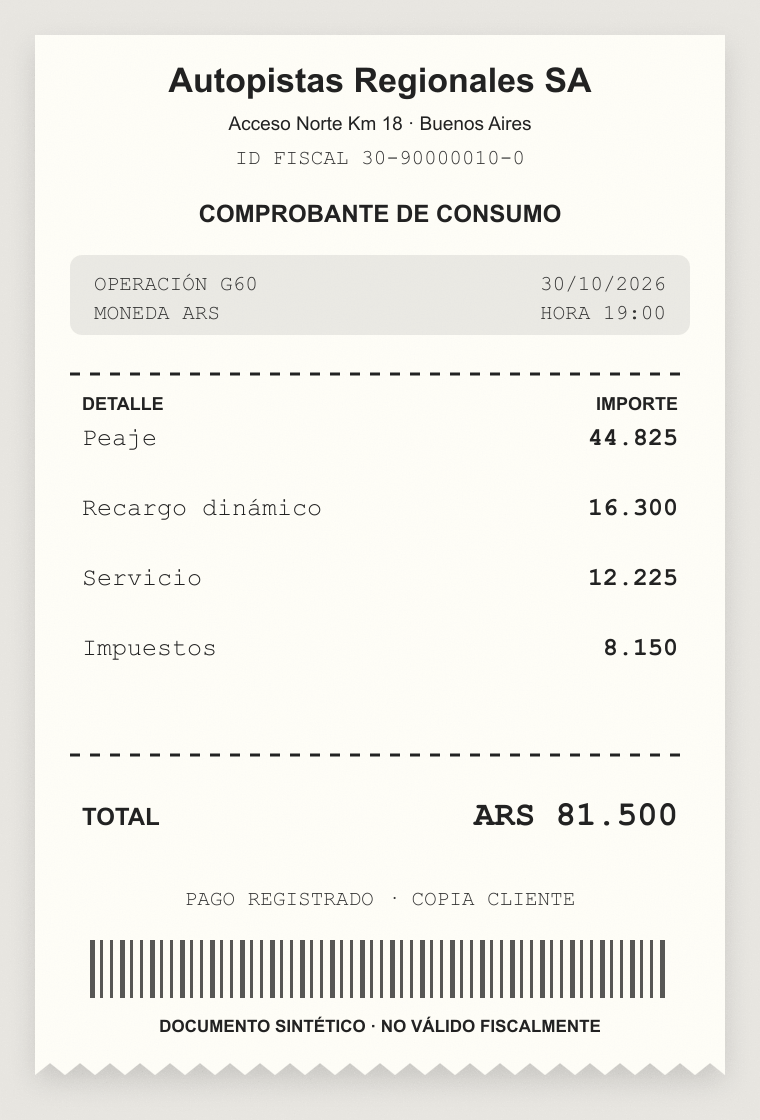 Autopistas Regionales SA
Acceso Norte Km 18 · Buenos Aires
ID FISCAL 30-90000010-0
COMPROBANTE DE CONSUMO
OPERACIÓN G60 30/10/2026
MONEDA ARS HORA 19:00
DETALLE IMPORTE
Peaje 44.825
Recargo dinámico 16.300
Servicio 12.225
Impuestos 8.150
TOTAL ARS 81.500
PAGO REGISTRADO · COPIA CLIENTE
DOCUMENTO SINTÉTICO · NO VÁLIDO FISCALMENTE